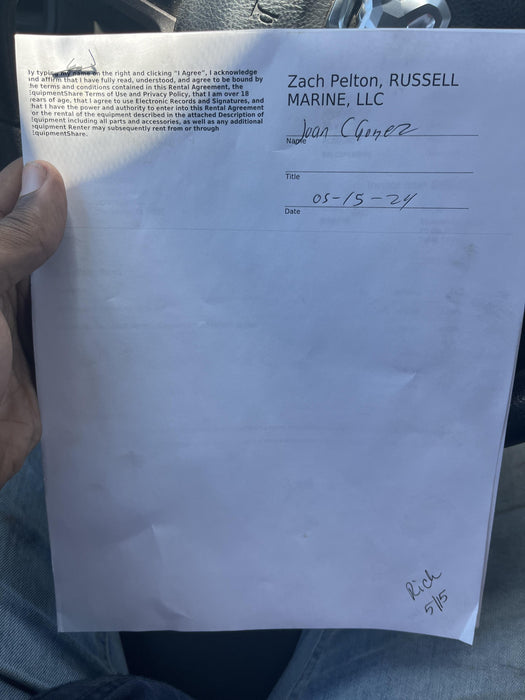 ly typing my name on the right and clicking "I Agree", I acknowledge
ind affirm that I have fully read, understood, and agree to be bound by
he terms and conditions contained in this Rental Agreement, the
EquipmentShare Terms of Use and Privacy Policy, that I am over 18
years of age, that I agree to use Electronic Records and Signatures, and
that I have the power and authority to enter into this Rental Agreement
or the rental of the equipment described in the attached Description of
Equipment including all parts and accessories, as well as any additional
equipment Renter may subsequently rent from or through
EquipmentShare.
Zach Pelton, RUSSELL
MARINE, LLC
Juan C Gomez
Name
Title
05-15-24
Date
Rich
5/15